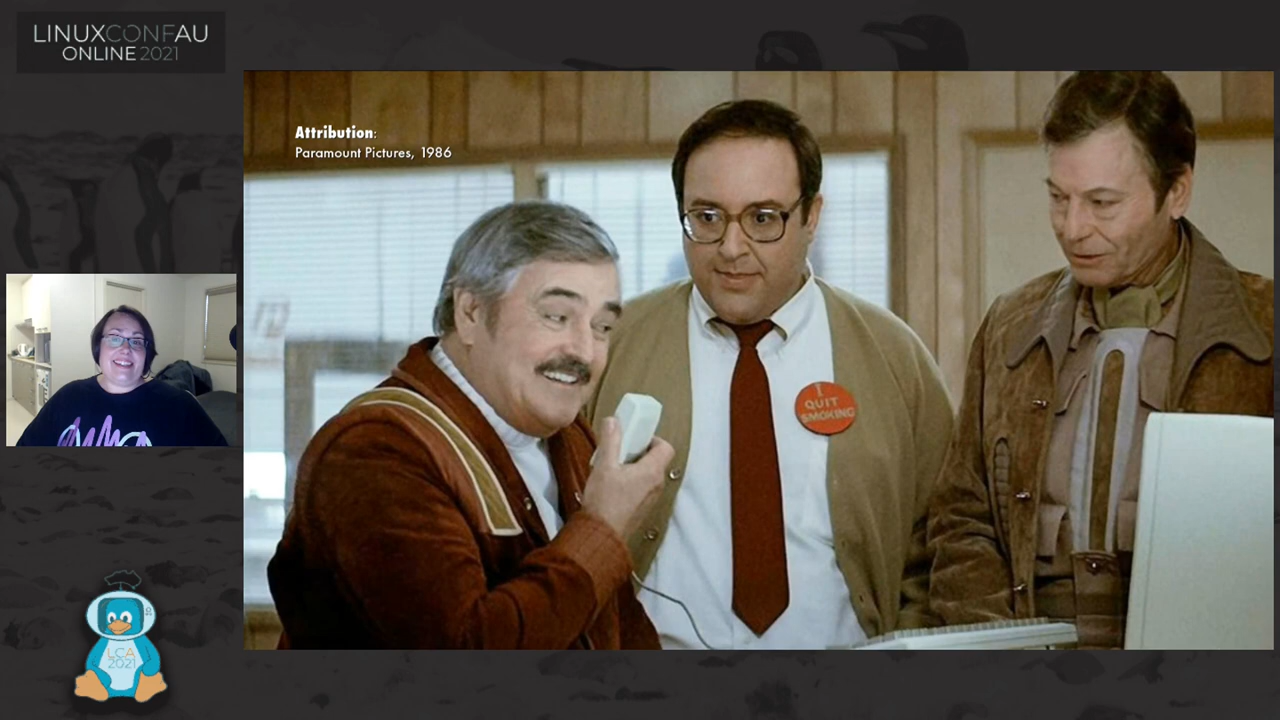 LINUXCONFAU
ONLINE 2021
Attribution:
Paramount Pictures, 1986
I
QUIT
SMOKING
LCA
2021